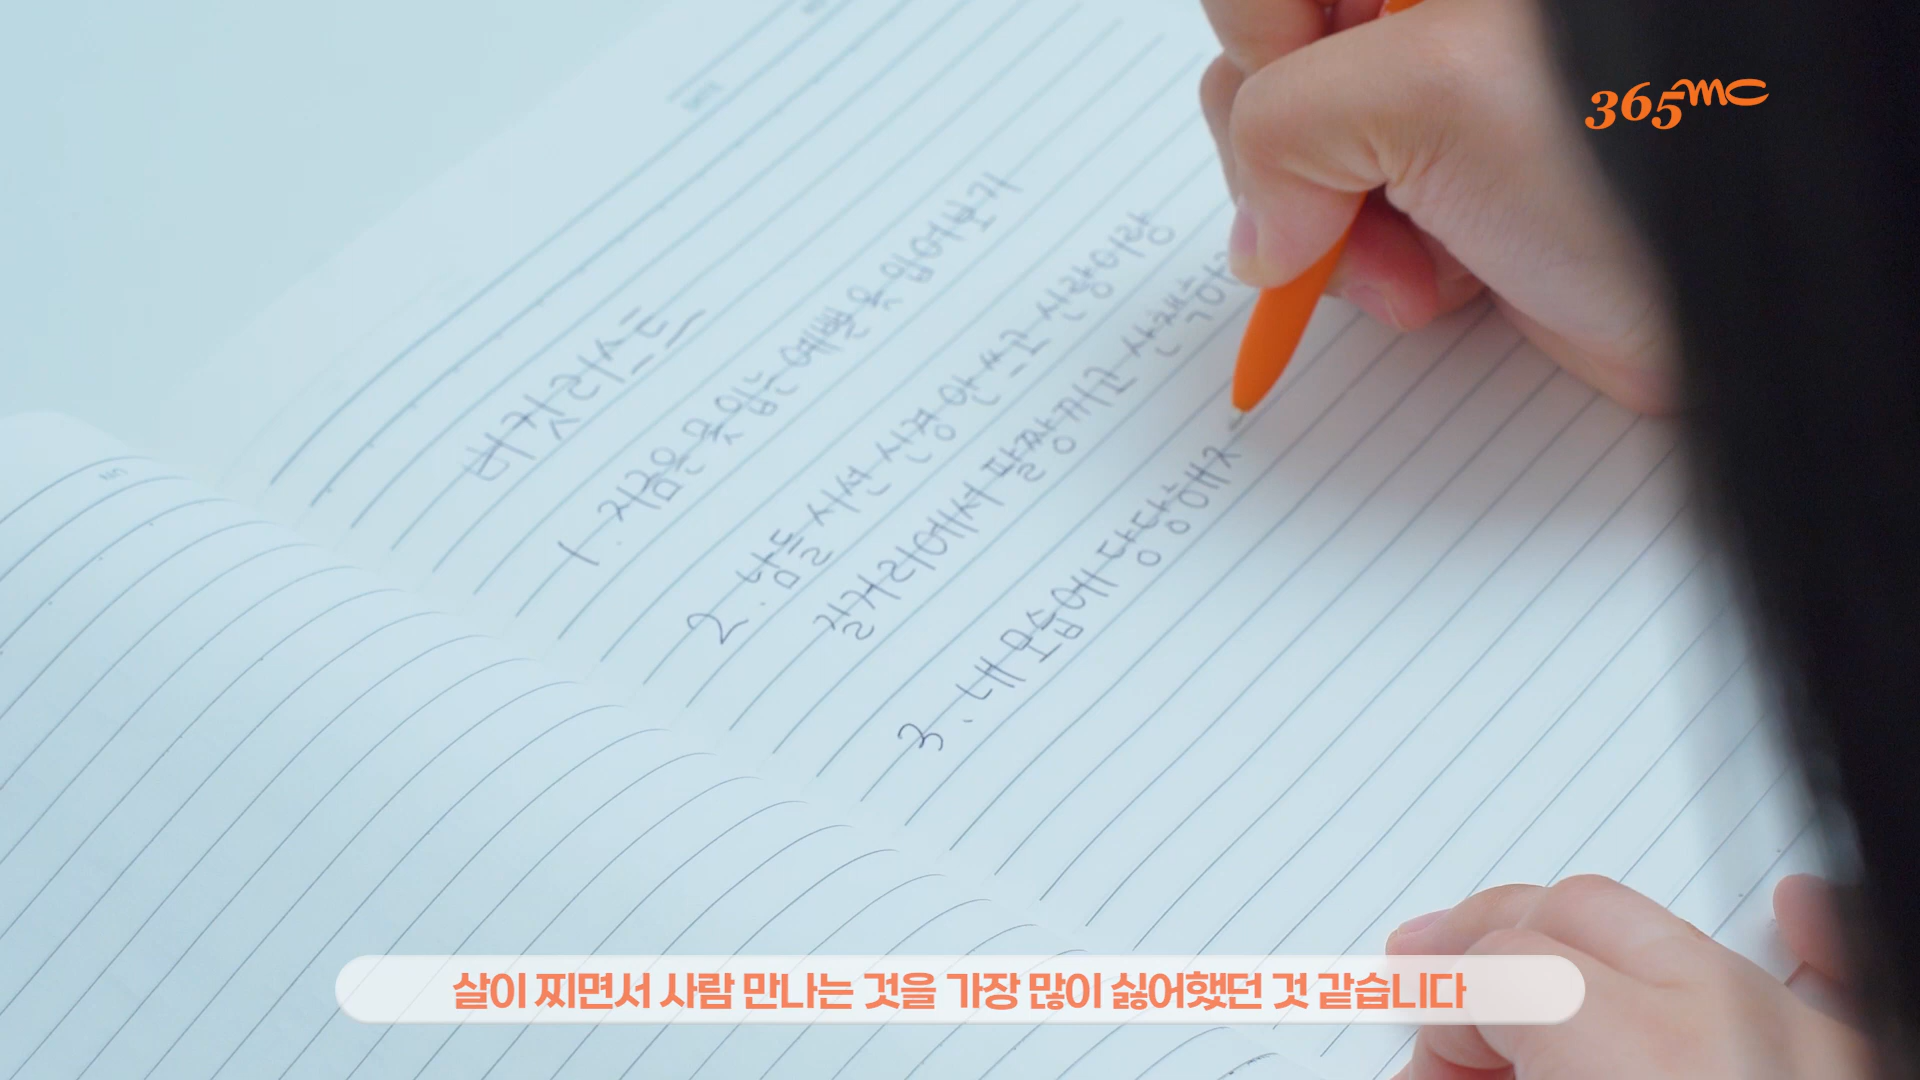 365mc
버킷리스트
1. 지금은 못 입는 예쁜 옷 입어보기
2. 남들 시선 신경 안 쓰고 신랑이랑
길거리에서 팔짱끼고 산책하
3. 내 모습에 당당해지
살이 찌면서 사람 만나는 것을 가장 많이 싫어했던 것 같습니다